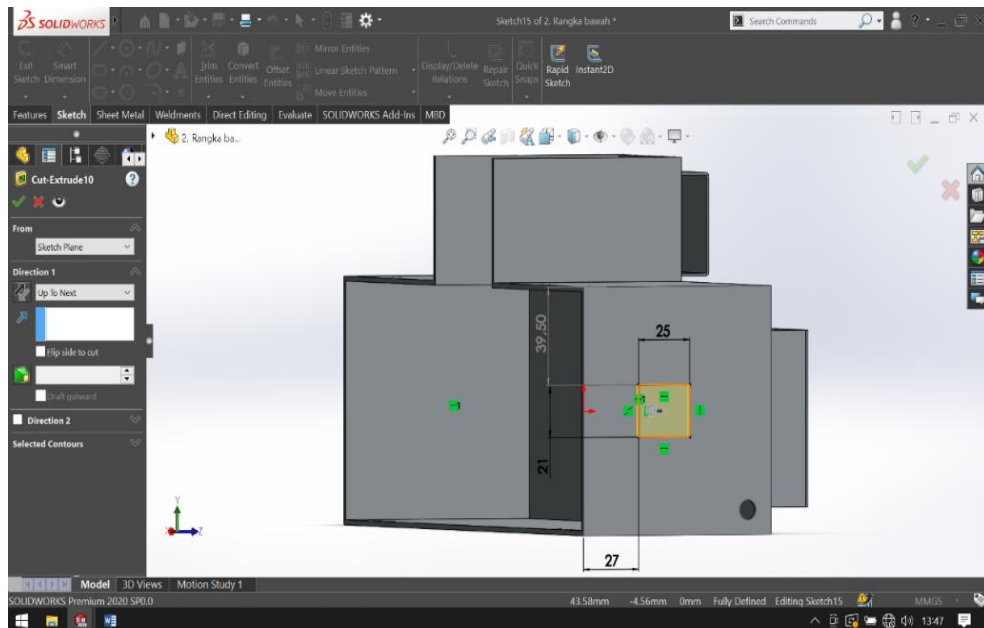 3S SOLIDWORKS
Sketch15 of 2. Rangka bawah *
Search Commands
?
Exit Sketch
Smart Dimension
Trim Entities
Convert Entities
Offset Entities
Mirror Entities
Linear Sketch Pattern
Move Entities
Display/Delete Relations
Repair Sketch
Quick Snaps
Rapid Sketch
Instant2D
Features Sketch Sheet Metal Weldments Direct Editing Evaluate SOLIDWORKS Add-Ins MBD
2. Rangka ba...
Cut-Extrude10
?
From
Sketch Plane
Direction 1
Up To Next
Flip side to cut
Draft outward
Direction 2
Selected Contours
39,50
25
21
27
Y
X
Z
Model 3D Views Motion Study 1
SOLIDWORKS Premium 2020 SP0.0
43.58mm -4.56mm 0mm Fully Defined Editing Sketch15 MMGS
13:47